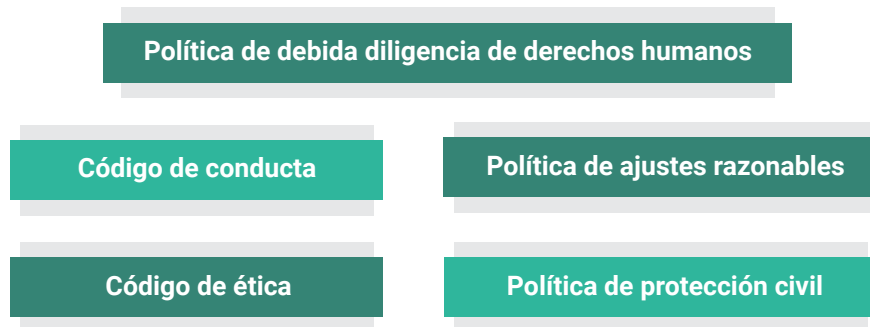 Política de debida diligencia de derechos humanos
Código de conducta
Política de ajustes razonables
Código de ética
Política de protección civil